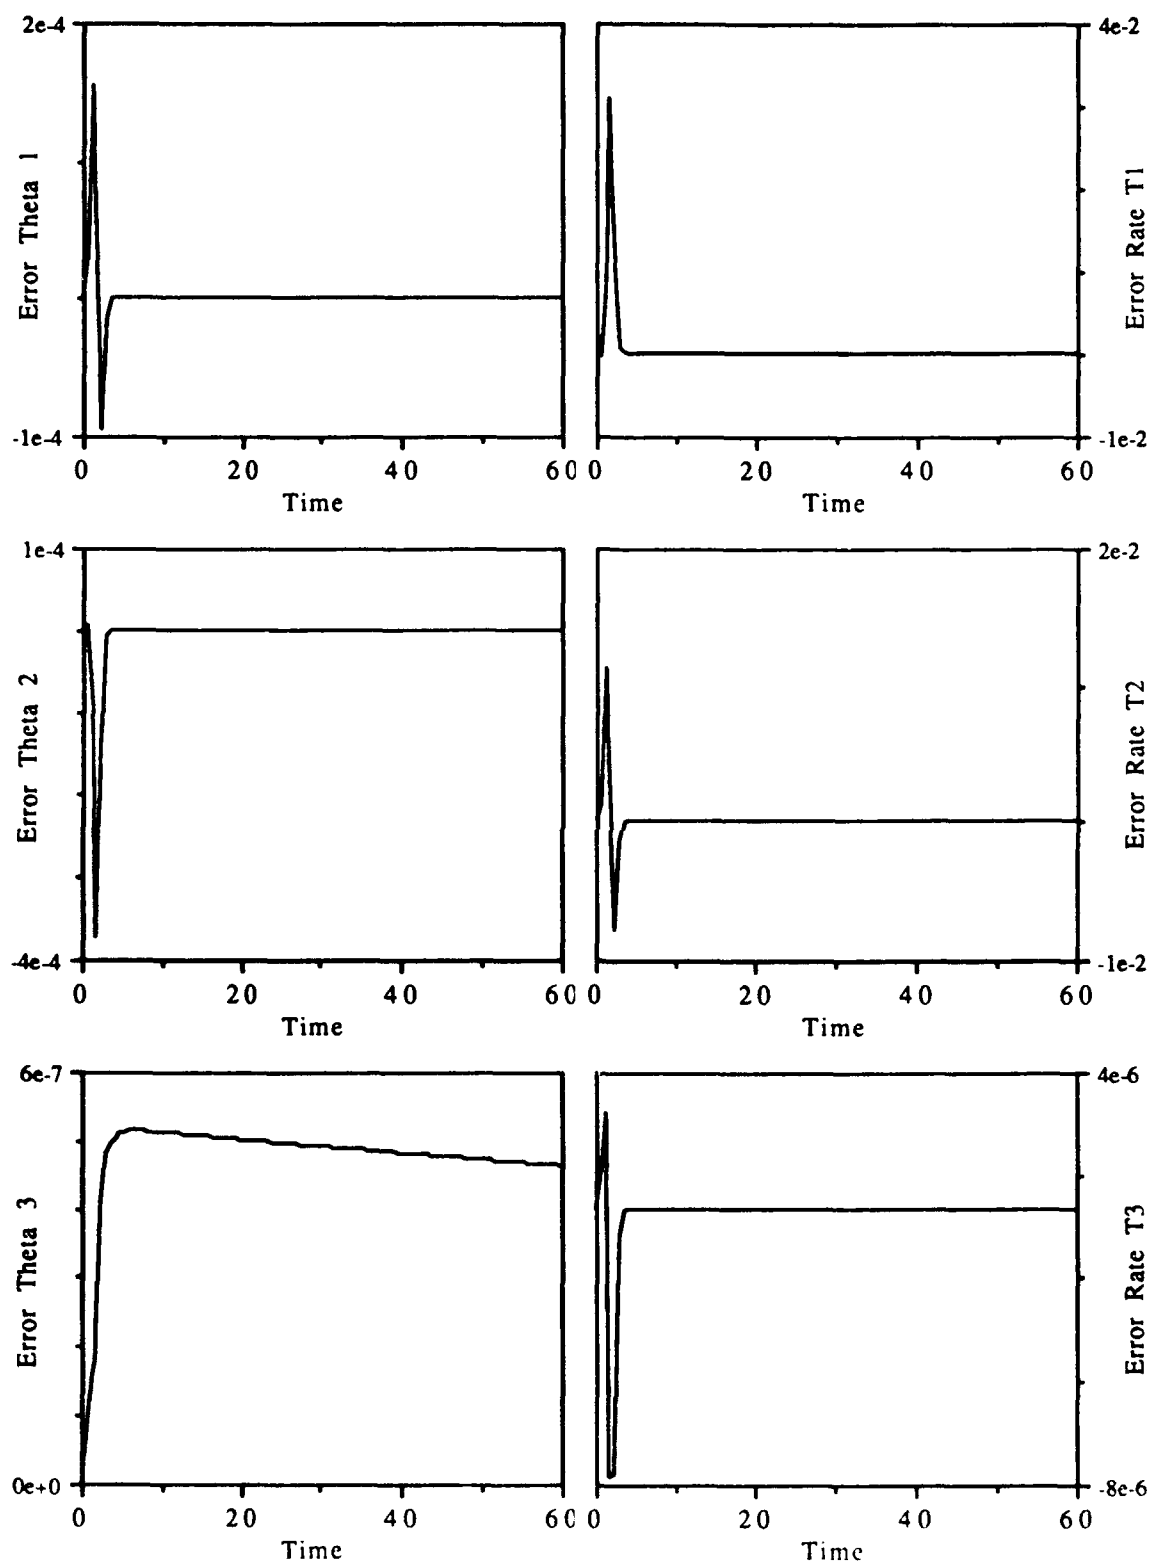 2e-4
4e-2
Error Theta 1
Error Rate T1
-1e-4
-1e-2
0 20 40 60
0 20 40 60
Time
Time
1e-4
2e-2
Error Theta 2
Error Rate T2
-4e-4
-1e-2
0 20 40 60
0 20 40 60
Time
Time
6e-7
4e-6
Error Theta 3
Error Rate T3
0e+0
-8e-6
0 20 40 60
0 20 40 60
Time
Time